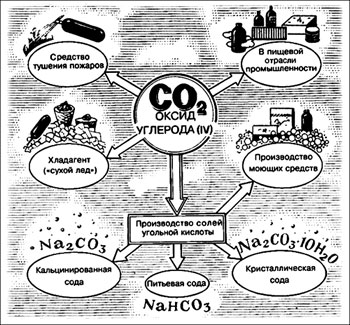 Средство
тушения пожаров
В пищевой
отрасли
промышленности
CO₂
ОКСИД
УГЛЕРОДА (IV)
Хладагент
(«сухой лед»)
Производство
моющих средств
Производство солей
угольной кислоты
Na₂CO₃
Кальцинированная
сода
Питьевая сода
NaHCO₃
Na₂CO₃·10H₂O
Кристаллическая
сода